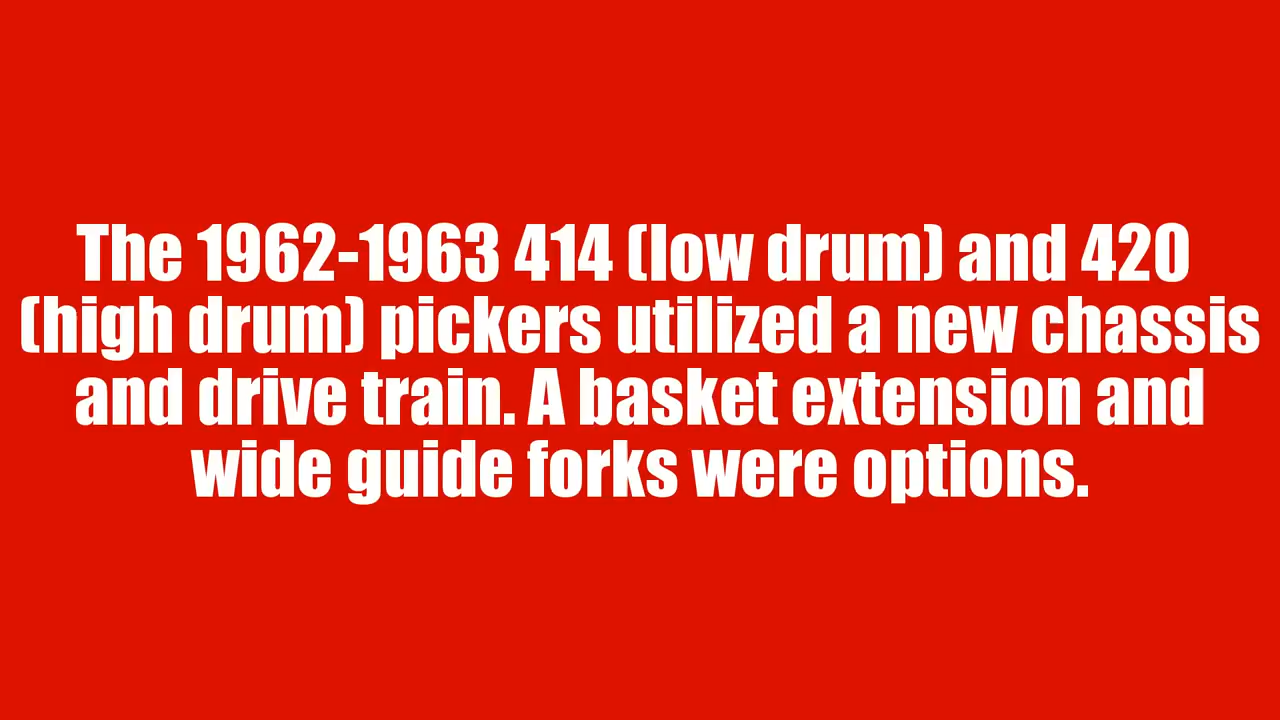 The 1962-1963 414 (low drum) and 420
(high drum) pickers utilized a new chassis
and drive train. A basket extension and
wide guide forks were options.